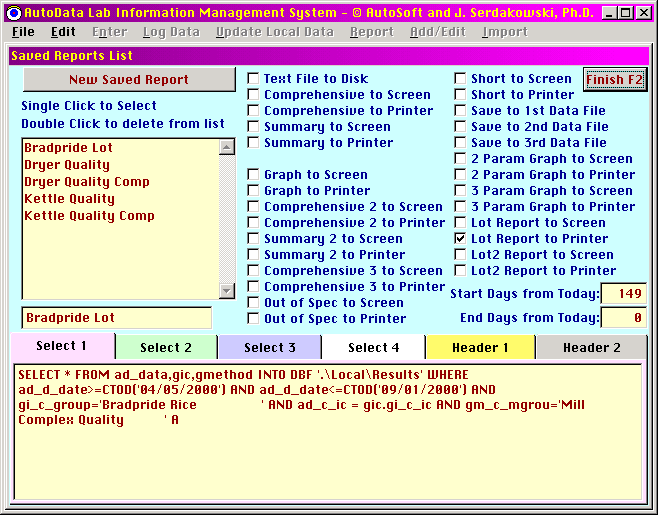 AutoData Lab Information Management System - © AutoSoft and J. Serdakowski, Ph.D.
File Edit Enter Log Data Update Local Data Report Add/Edit Import
Saved Reports List
New Saved Report
Single Click to Select
Double Click to delete from list
Bradpride Lot
Dryer Quality
Dryer Quality Comp
Kettle Quality
Kettle Quality Comp
Bradpride Lot
Text File to Disk
Comprehensive to Screen
Comprehensive to Printer
Summary to Screen
Summary to Printer
Graph to Screen
Graph to Printer
Comprehensive 2 to Screen
Comprehensive 2 to Printer
Summary 2 to Screen
Summary 2 to Printer
Comprehensive 3 to Screen
Comprehensive 3 to Printer
Out of Spec to Screen
Out of Spec to Printer
Short to Screen
Short to Printer
Save to 1st Data File
Save to 2nd Data File
Save to 3rd Data File
2 Param Graph to Screen
2 Param Graph to Printer
3 Param Graph to Screen
3 Param Graph to Printer
Lot Report to Screen
Lot Report to Printer
Lot2 Report to Screen
Lot2 Report to Printer
Finish F2
Start Days from Today: 149
End Days from Today: 0
Select 1 Select 2 Select 3 Select 4 Header 1 Header 2
SELECT * FROM ad_data,gic,gmethod INTO DBF '.\Local\Results' WHERE
ad_d_date>=CTOD('04/05/2000') AND ad_d_date<=CTOD('09/01/2000') AND
gi_c_group='Bradpride Rice ' AND ad_c_ic = gic.gi_c_ic AND gm_c_mgrou='Mill
Complex Quality ' A